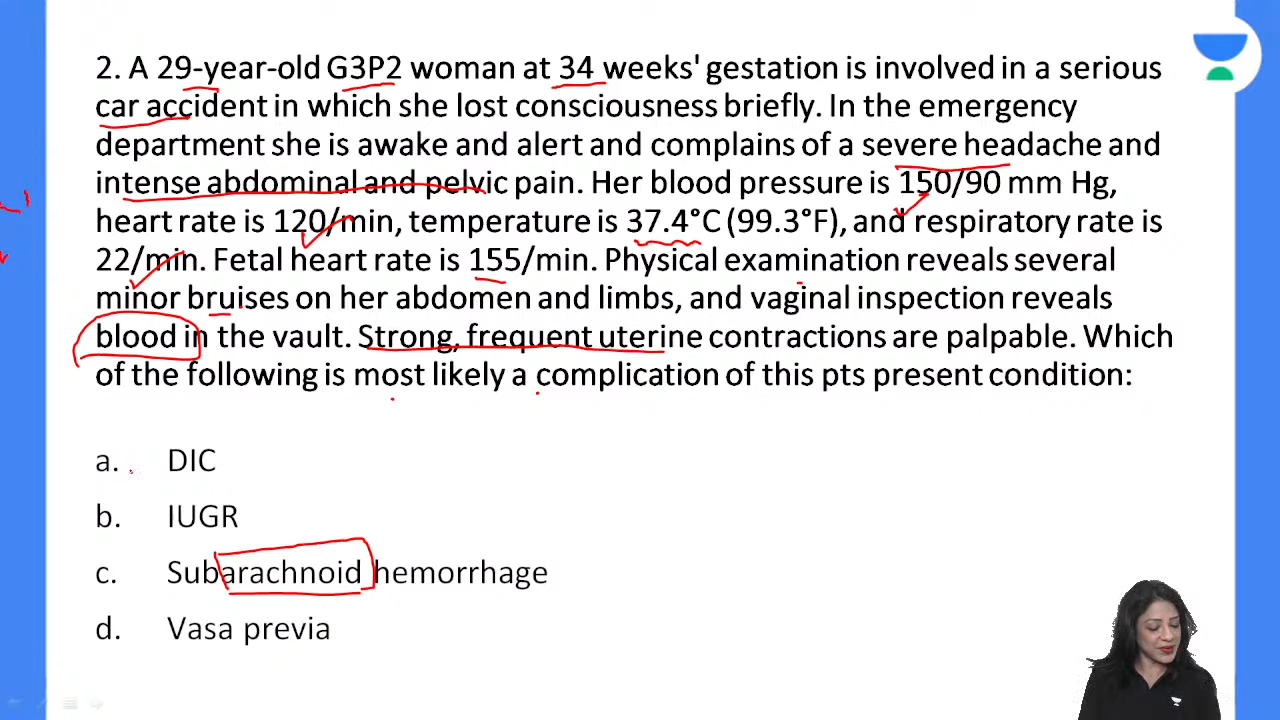 2. A 29-year-old G3P2 woman at 34 weeks' gestation is involved in a serious
car accident in which she lost consciousness briefly. In the emergency
department she is awake and alert and complains of a severe headache and
intense abdominal and pelvic pain. Her blood pressure is 150/90 mm Hg,
heart rate is 120/min, temperature is 37.4°C (99.3°F), and respiratory rate is
22/min. Fetal heart rate is 155/min. Physical examination reveals several
minor bruises on her abdomen and limbs, and vaginal inspection reveals
blood in the vault. Strong, frequent uterine contractions are palpable. Which
of the following is most likely a complication of this pts present condition:
a. DIC
b. IUGR
c. Subarachnoid hemorrhage
d. Vasa previa